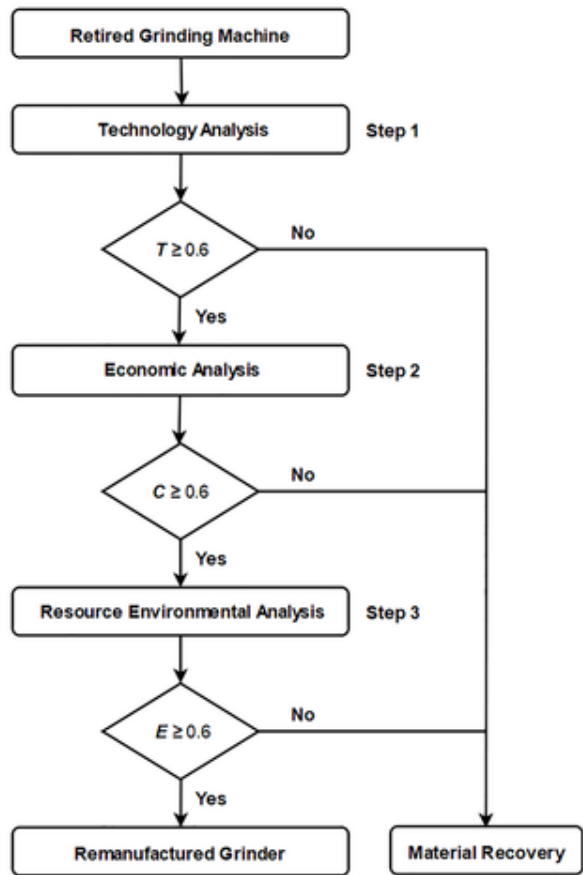 Retired Grinding Machine
Technology Analysis
Step 1
T ≥ 0.6
No
Yes
Economic Analysis
Step 2
C ≥ 0.6
No
Yes
Resource Environmental Analysis
Step 3
E ≥ 0.6
No
Yes
Remanufactured Grinder
Material Recovery